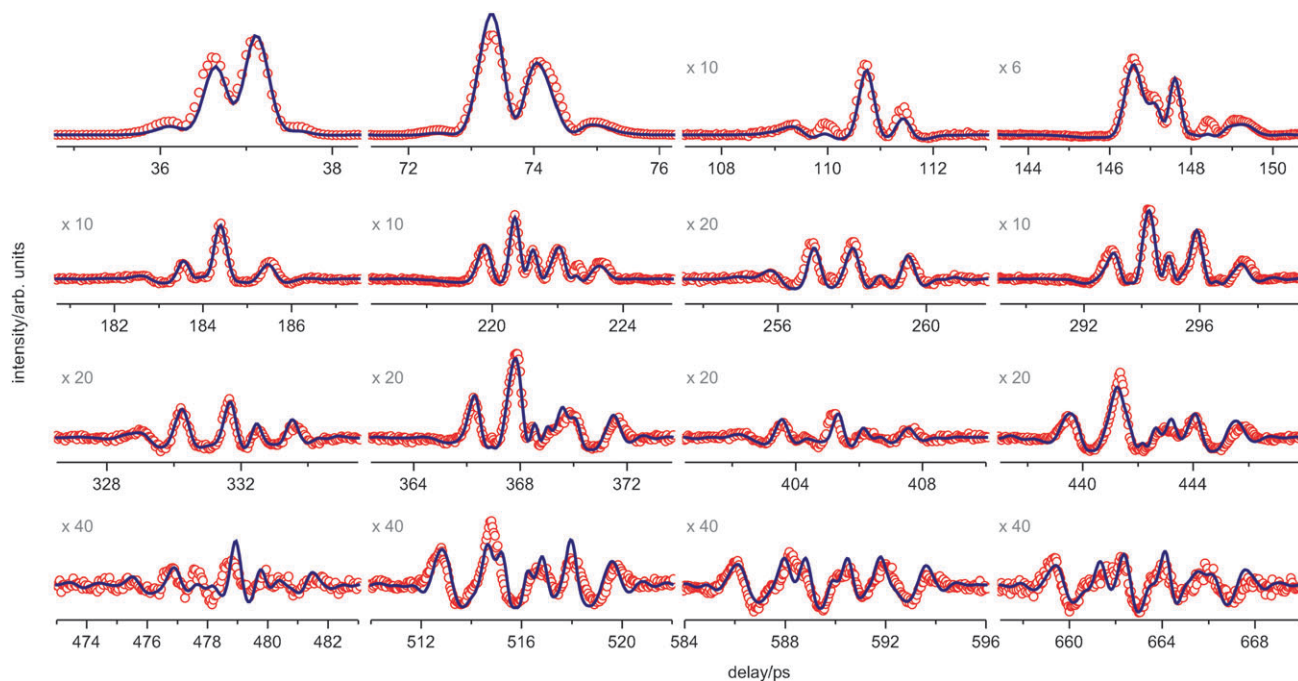 x 10 x 6
36 38 72 74 76 108 110 112 144 146 148 150
x 10 x 10 x 20 x 10
182 184 186 220 224 256 260 292 296
intensity/arb. units
x 20 x 20 x 20 x 20
328 332 364 368 372 404 408 440 444
x 40 x 40 x 40 x 40
474 476 478 480 482 512 516 520 584 588 592 596 660 664 668
delay/ps